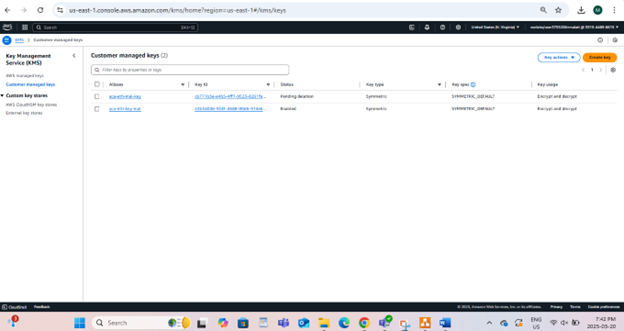 us-east-1.console.aws.amazon.com/kms/home?region=us-east-1#/kms/keys
M
aws
Search
[Alt+S]
United States (N. Virginia)
KMS > Customer managed keys
Key Management
Service (KMS)
AWS managed keys
Customer managed keys
Custom key stores
AWS CloudHSM key stores
External key stores
Customer managed keys (2)
Key actions
Create key
Filter keys by properties or tags
1
Aliases
Key ID
Status
Key type
Key spec
Key usage
Pending deletion
Symmetric
SYMMETRIC_DEFAULT
Encrypt and decrypt
Enabled
Symmetric
SYMMETRIC_DEFAULT
Encrypt and decrypt
CloudShell
Feedback
© 2025, Amazon Web Services, Inc. or its affiliates.
Privacy
Terms
Cookie preferences
3
Search
ENG
US
7:42 PM
2025-03-20